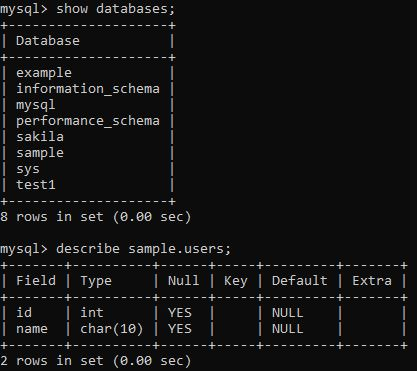 mysql> show databases;
+--------------------+
| Database           |
+--------------------+
| example            |
| information_schema |
| mysql              |
| performance_schema |
| sakila             |
| sample             |
| sys                |
| test1              |
+--------------------+
8 rows in set (0.00 sec)
mysql> describe sample.users;
+-------+----------+------+-----+---------+-------+
| Field | Type     | Null | Key | Default | Extra |
+-------+----------+------+-----+---------+-------+
| id    | int      | YES  |     | NULL    |       |
| name  | char(10) | YES  |     | NULL    |       |
+-------+----------+------+-----+---------+-------+
2 rows in set (0.00 sec)